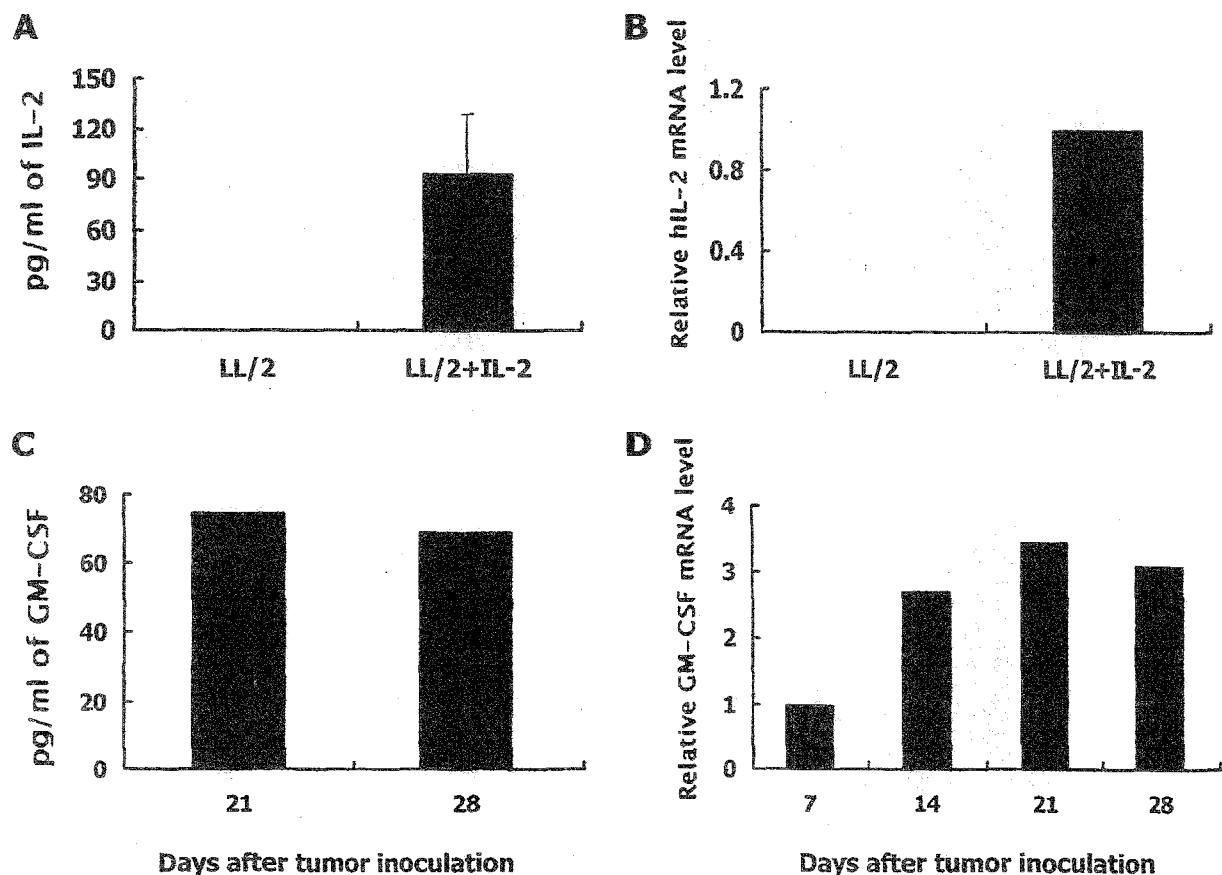 A
pg/ml of IL-2
150
120
90
60
30
0
LL/2
LL/2+IL-2
B
Relative hIL-2 mRNA level
1.2
0.8
0.4
0
LL/2
LL/2+IL-2
C
pg/ml of GM-CSF
80
60
40
20
0
21
28
Days after tumor inoculation
D
Relative GM-CSF mRNA level
4
3
2
1
0
7
14
21
28
Days after tumor inoculation